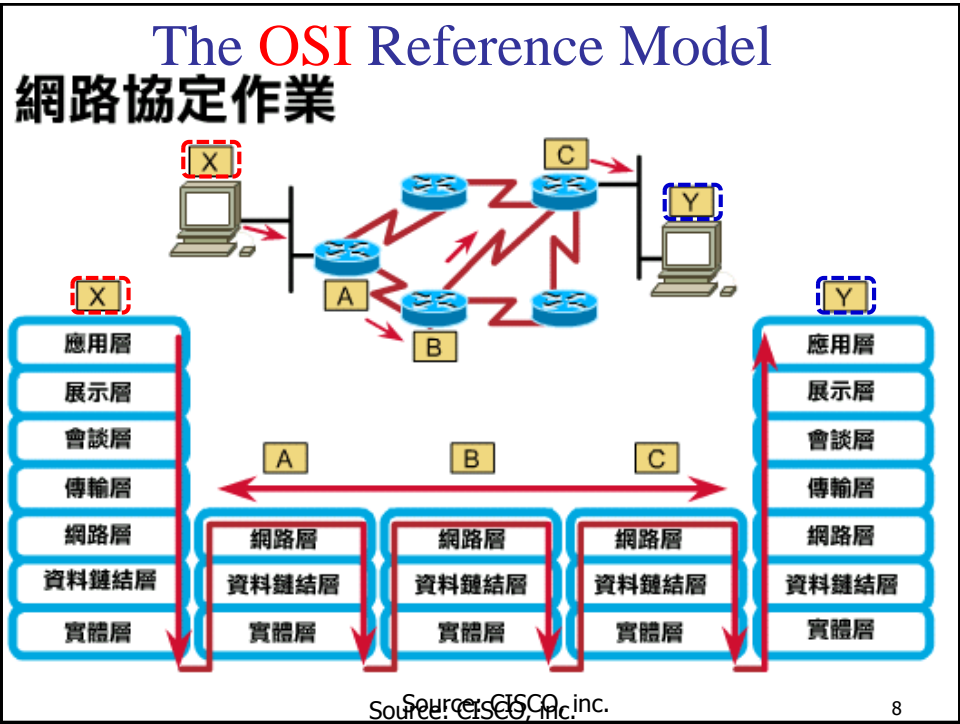 The OSI Reference Model
網路協定作業
X
C
Y
A
B
X
Y
應用層
展示層
會談層
傳輸層
網路層
資料鏈結層
實體層
A
B
C
網路層
資料鏈結層
實體層
網路層
資料鏈結層
實體層
網路層
資料鏈結層
實體層
應用層
展示層
會談層
傳輸層
網路層
資料鏈結層
實體層
Source: CISCO, inc.
Source: CISCO, inc.
8